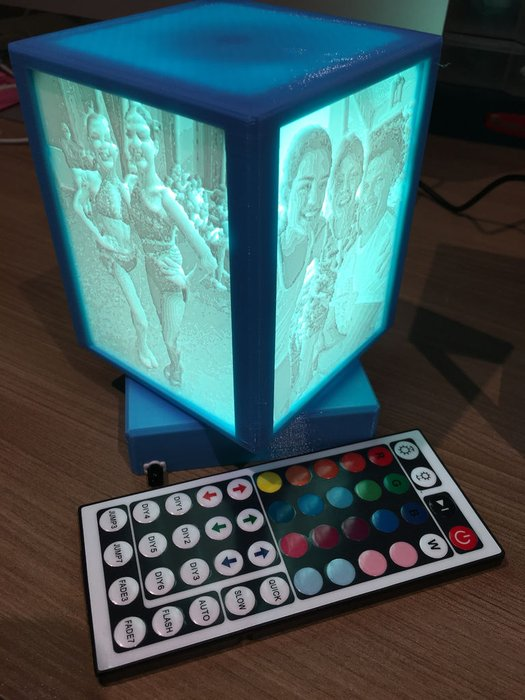 R
G
B
W
DIY1
DIY2
DIY3
QUICK
DIY4
DIY5
DIY6
AUTO
SLOW
JUMP3
JUMP7
FADE3
FADE7
FLASH